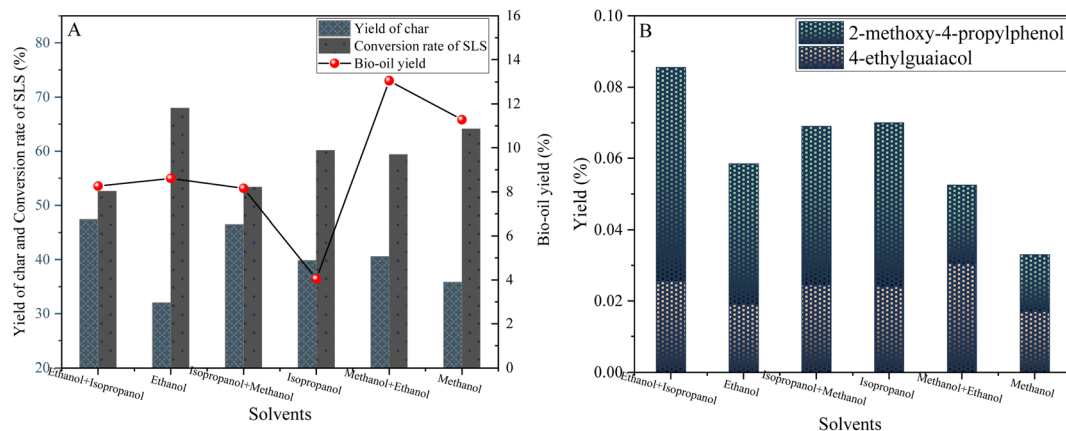 A
Yield of char
Conversion rate of SLS
Bio-oil yield
Yield of char and Conversion rate of SLS (%)
85
80
70
60
50
40
30
20
16
14
12
10
8
6
4
2
0
Bio-oil yield (%)
Ethanol+Isopropanol
Ethanol
Isopropanol+Methanol
Isopropanol
Methanol+Ethanol
Methanol
Solvents
B
2-methoxy-4-propylphenol
4-ethylguaiacol
Yield (%)
0.10
0.08
0.06
0.04
0.02
0.00
Ethanol+Isopropanol
Ethanol
Isopropanol+Methanol
Isopropanol
Methanol+Ethanol
Methanol
Solvents